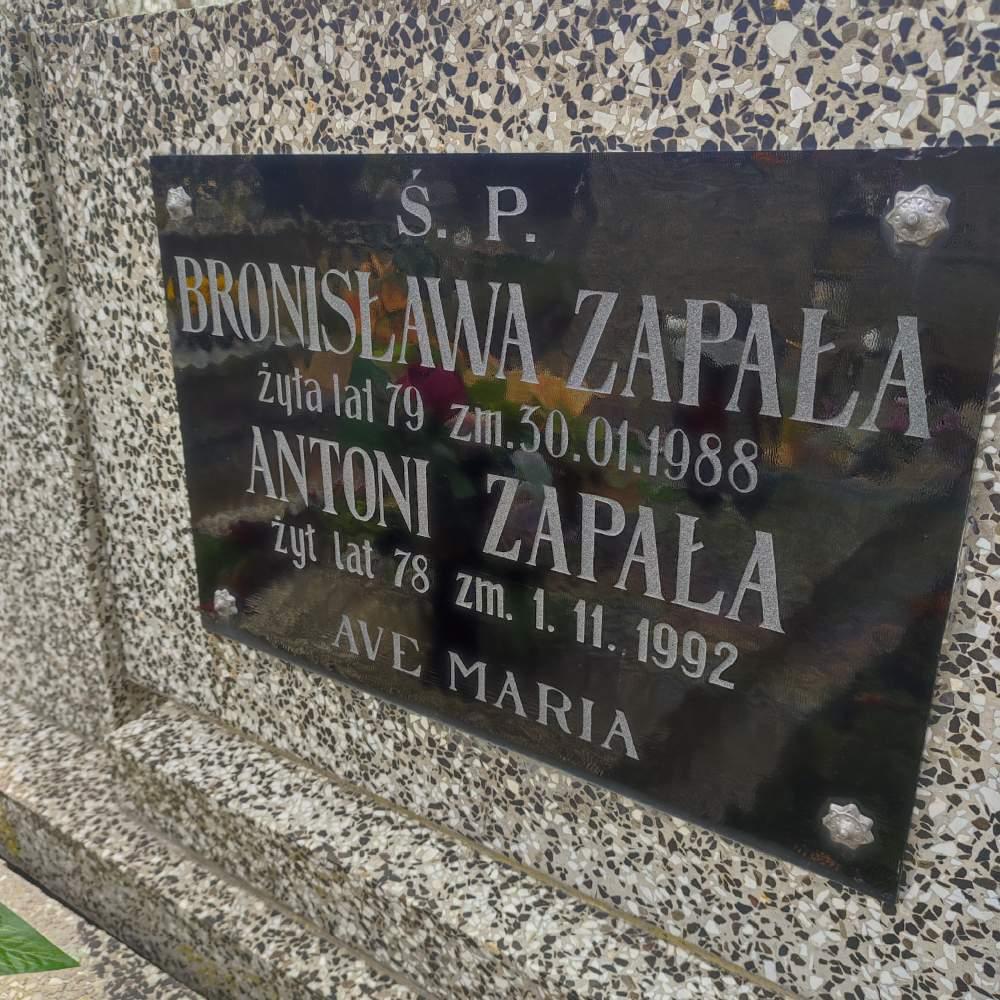 Ś. P.
BRONISŁAWA ZAPAŁA
żyła lat 79 zm. 30.01.1988
ANTONI ZAPAŁA
żył lat 78 zm. 1. 11. 1992
AVE MARIA